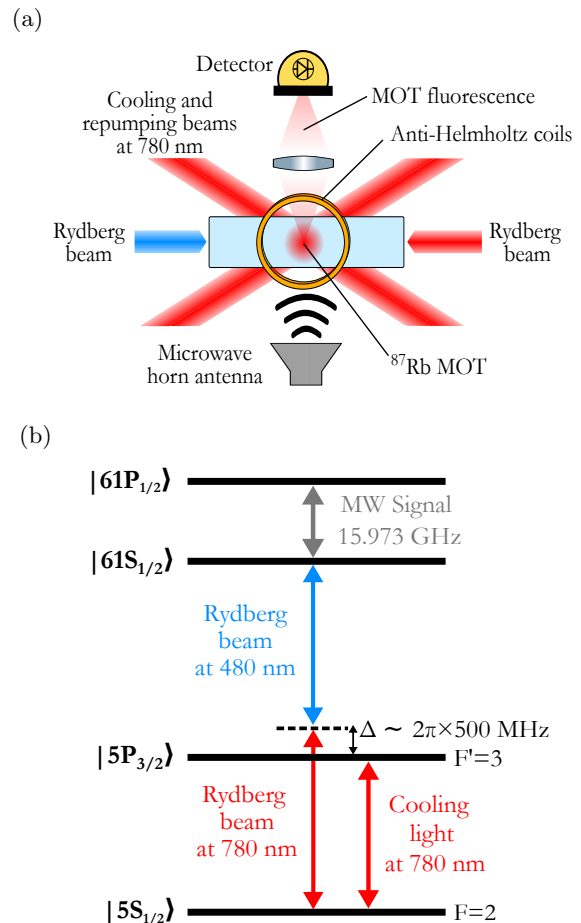 (a)
Detector
Cooling and
repumping beams
at 780 nm
MOT fluorescence
Anti-Helmholtz coils
Rydberg
beam
Rydberg
beam
Microwave
horn antenna
⁸⁷Rb MOT
(b)
|61P₁/₂⟩
MW Signal
15.973 GHz
|61S₁/₂⟩
Rydberg
beam
at 480 nm
Δ ~ 2π×500 MHz
|5P₃/₂⟩
F'=3
Rydberg
beam
at 780 nm
Cooling
light
at 780 nm
|5S₁/₂⟩
F=2